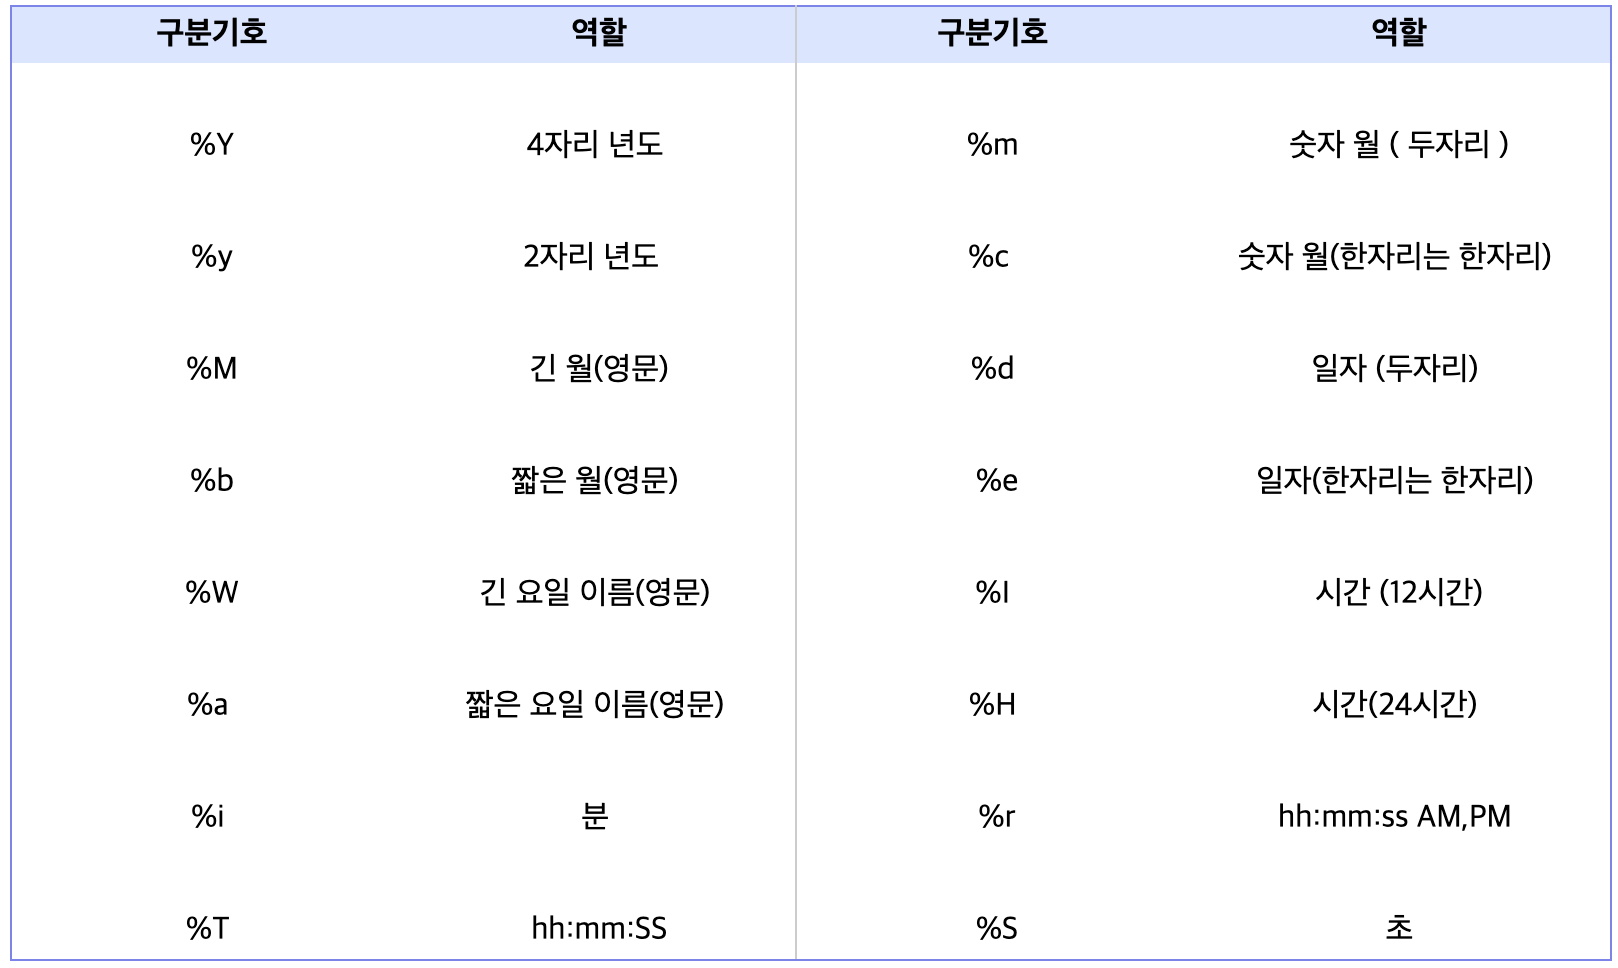 구분기호 역할 구분기호 역할
%Y 4자리 년도 %m 숫자 월 ( 두자리 )
%y 2자리 년도 %c 숫자 월(한자리는 한자리)
%M 긴 월(영문) %d 일자 (두자리)
%b 짧은 월(영문) %e 일자(한자리는 한자리)
%W 긴 요일 이름(영문) %I 시간 (12시간)
%a 짧은 요일 이름(영문) %H 시간(24시간)
%i 분 %r hh:mm:ss AM,PM
%T hh:mm:SS %S 초